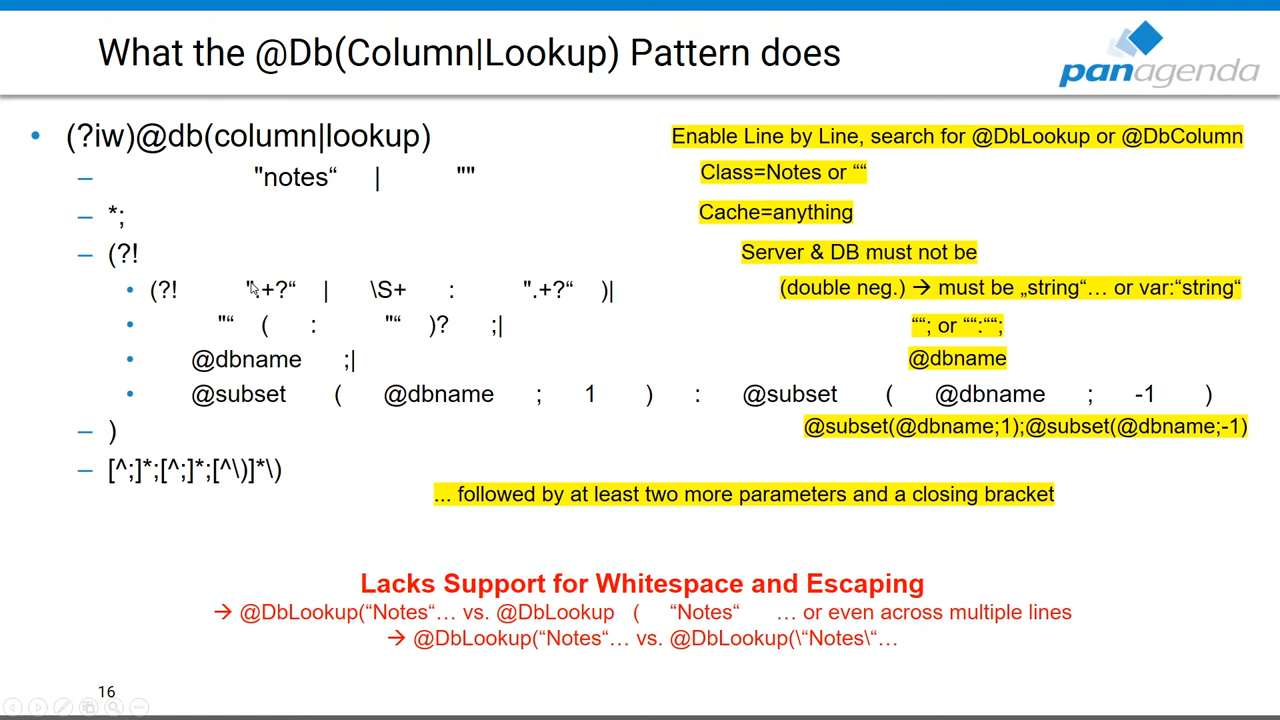 What the @Db(Column|Lookup) Pattern does
panagenda
• (?iw)@db(column|lookup) Enable Line by Line, search for @DbLookup or @DbColumn
– "notes“ | "" Class=Notes or ““
– *; Cache=anything
– (?! Server & DB must not be
• (?! ".+?“ | \S+ : ".+?“ )| (double neg.) → must be „string“… or var:“string“
• "“ ( : "“ )? ;| ““; or ““:““;
• @dbname ;| @dbname
• @subset ( @dbname ; 1 ) : @subset ( @dbname ; -1 )
– ) @subset(@dbname;1);@subset(@dbname;-1)
– [^;]*;[^;]*;[^\)]*\)
... followed by at least two more parameters and a closing bracket
Lacks Support for Whitespace and Escaping
→ @DbLookup(“Notes“… vs. @DbLookup ( “Notes“ … or even across multiple lines
→ @DbLookup(“Notes“… vs. @DbLookup(\“Notes\“…
16